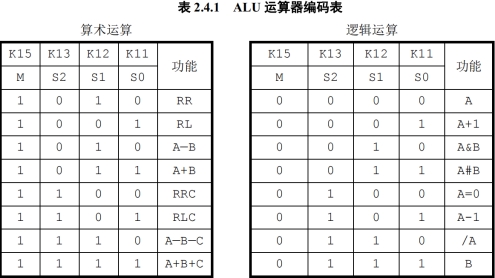 表 2.4.1 ALU 运算器编码表
算术运算 逻辑运算
K15 K13 K12 K11 功能 K15 K13 K12 K11 功能
M S2 S1 S0 M S2 S1 S0
1 0 1 0 RR 0 0 0 0 A
1 0 0 1 RL 0 0 0 1 A+1
1 0 1 0 A—B 0 0 1 0 A&B
1 0 1 1 A+B 0 0 1 1 A#B
1 1 0 0 RRC 0 1 0 0 A=0
1 1 0 1 RLC 0 1 0 1 A-1
1 1 1 0 A—B—C 0 1 1 0 /A
1 1 1 1 A+B+C 0 1 1 1 B